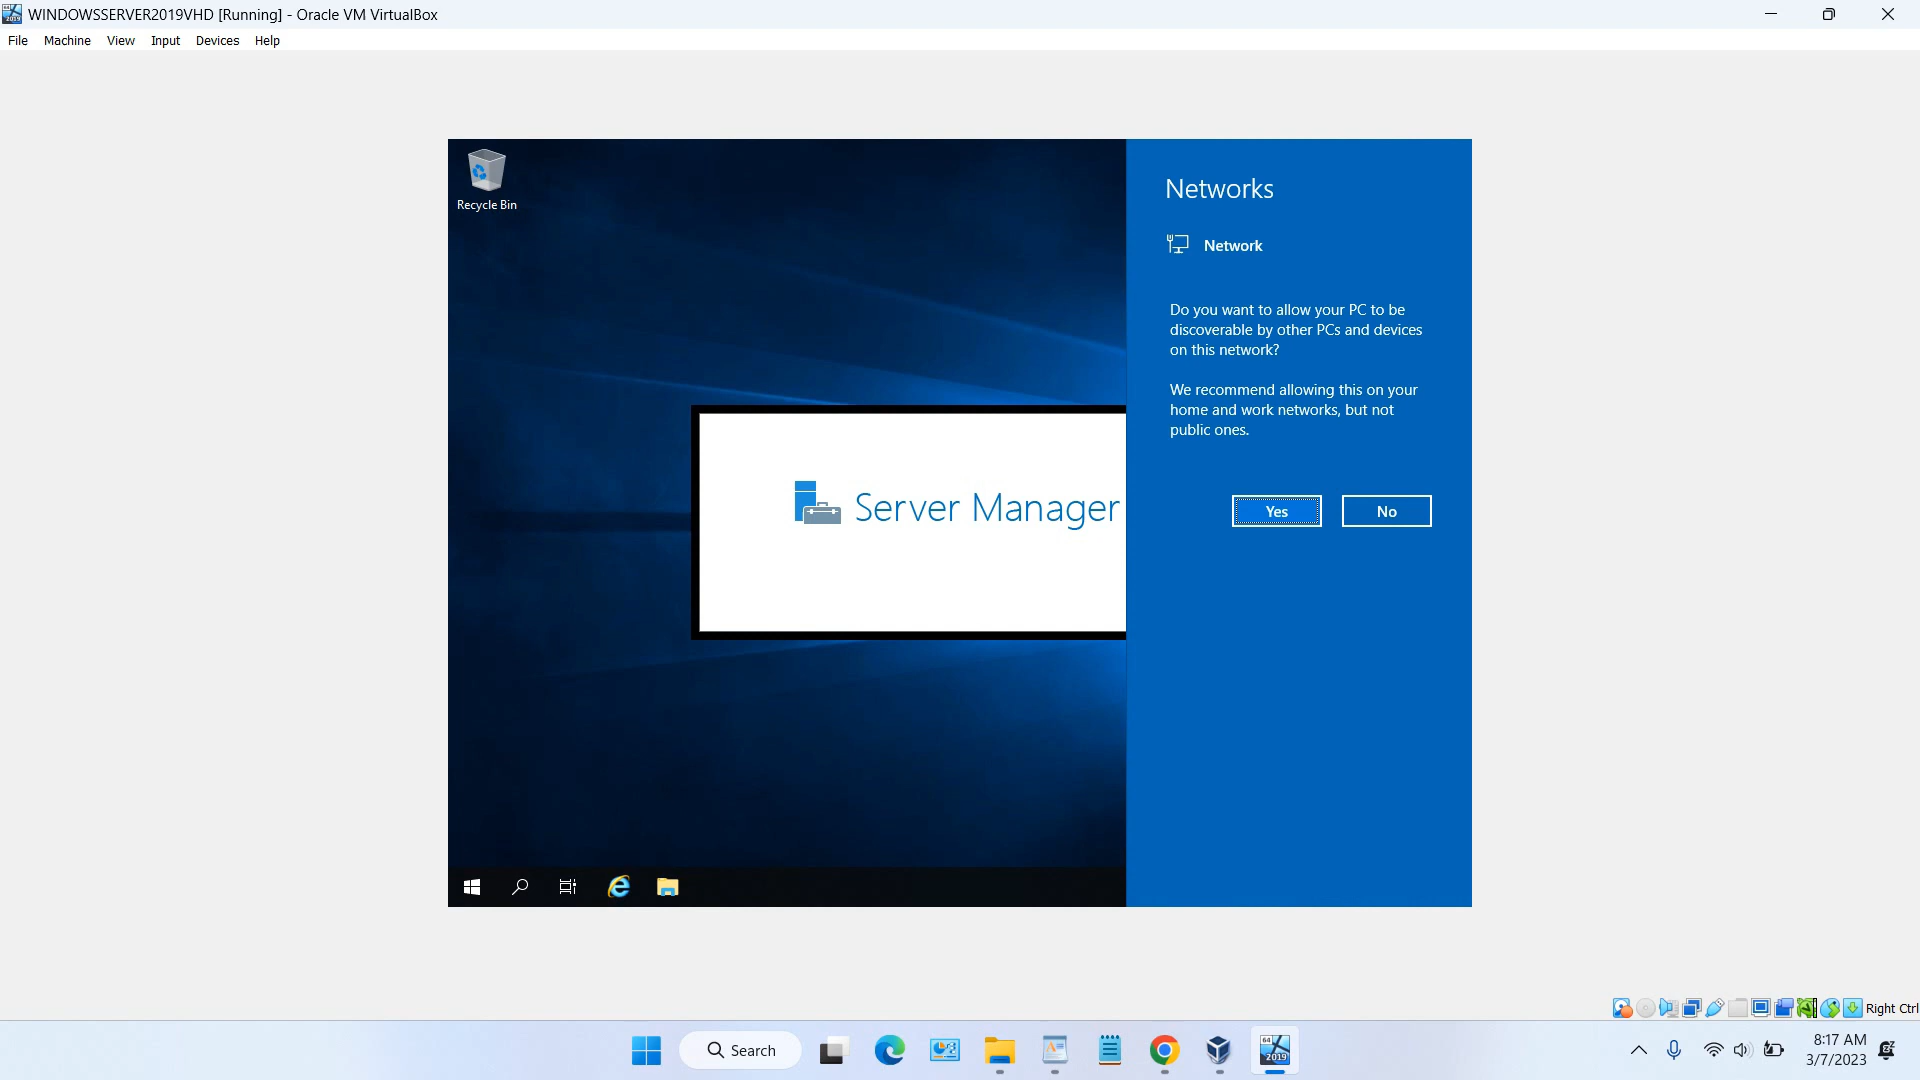 WINDOWSSERVER2019VHD [Running] - Oracle VM VirtualBox
File Machine View Input Devices Help
Recycle Bin
Networks
Network
Do you want to allow your PC to be
discoverable by other PCs and devices
on this network?
We recommend allowing this on your
home and work networks, but not
public ones.
Yes No
Server Manager
Right Ctrl
Search
64
2019
8:17 AM
3/7/2023